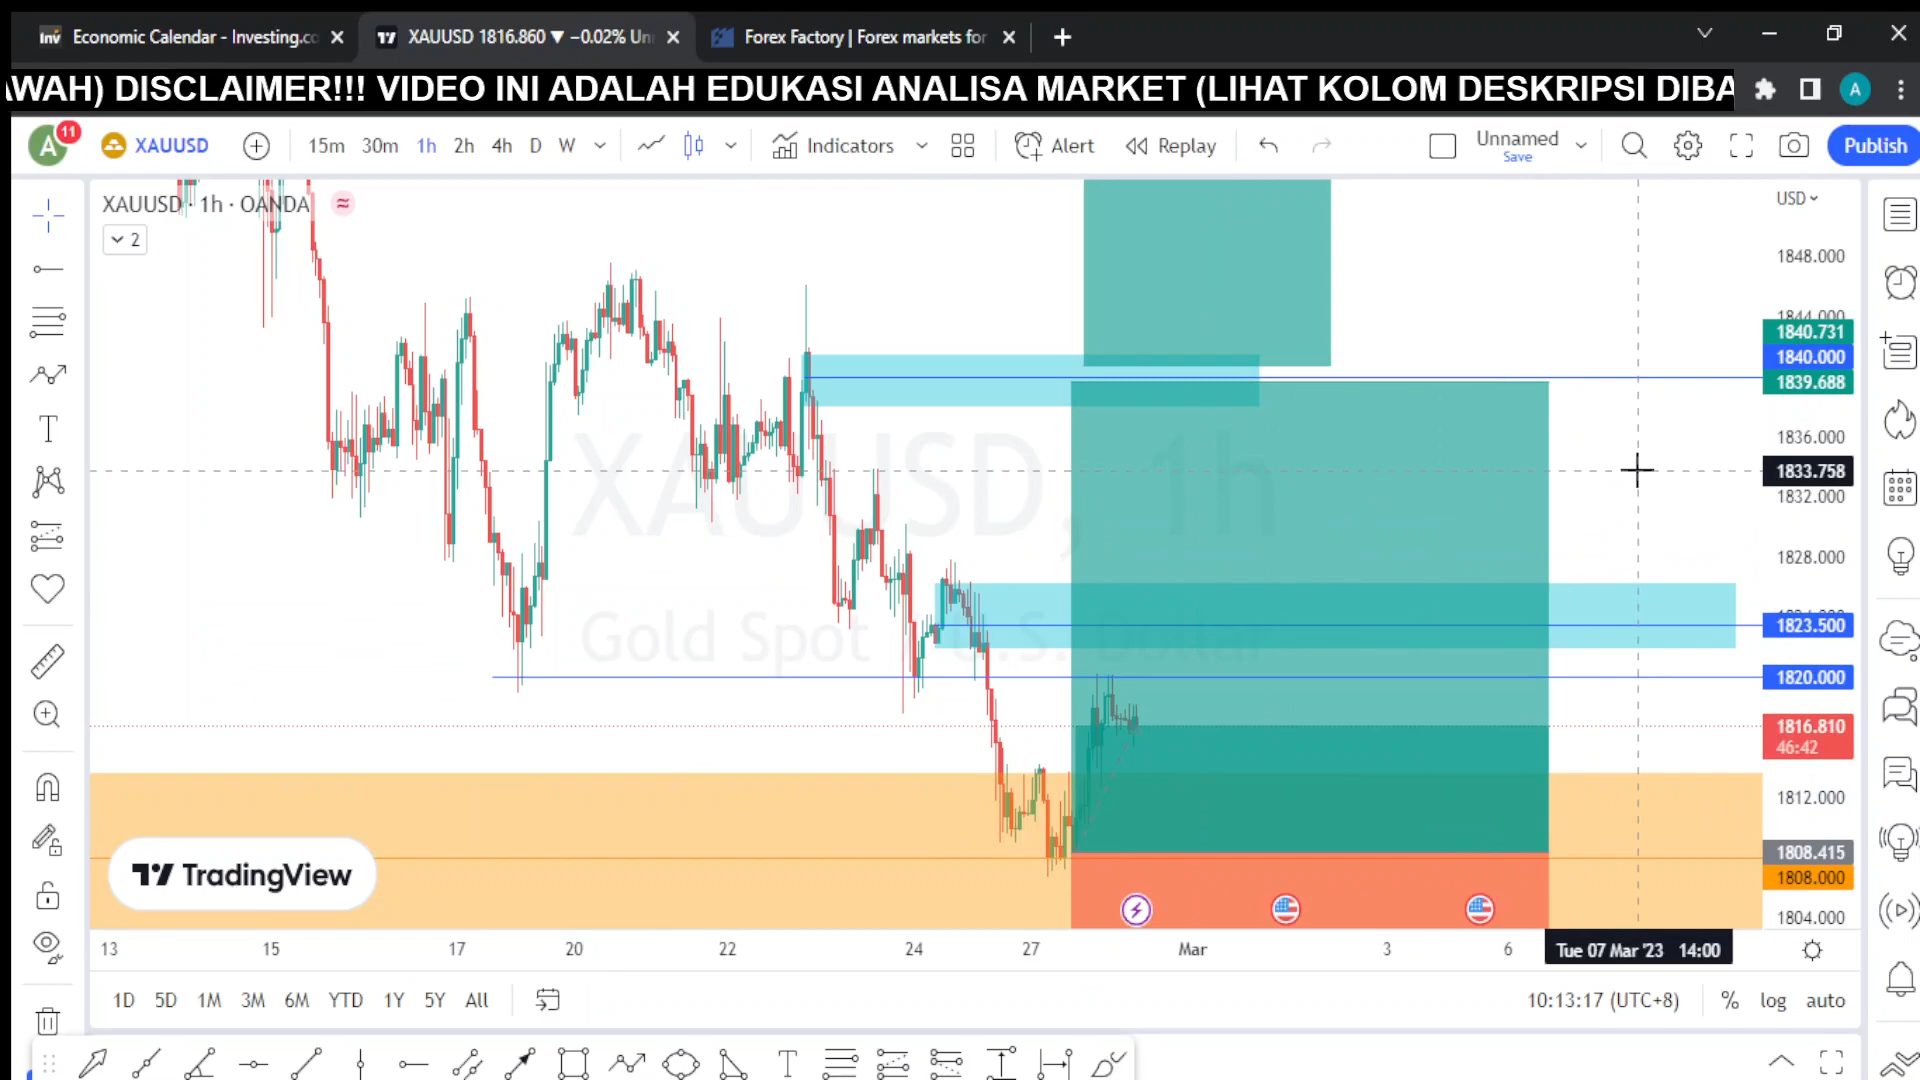 Economic Calendar - Investing.co
XAUUSD 1816.860 ▼ −0.02% Un
Forex Factory | Forex markets for
AWAH) DISCLAIMER!!! VIDEO INI ADALAH EDUKASI ANALISA MARKET (LIHAT KOLOM DESKRIPSI DIBA
A
A 11
XAUUSD
15m 30m 1h 2h 4h D W
Indicators
Alert
Replay
Unnamed
Save
Publish
XAUUSD · 1h · OANDA
2
USD
1848.000
1844.000
1840.731
1840.000
1839.688
1836.000
1833.758
1832.000
1828.000
1823.500
1820.000
1816.810
46:42
1812.000
1808.415
1808.000
1804.000
XAUUSD, 1h
Gold Spot / U.S. Dollar
TradingView
13 15 17 20 22 24 27 Mar 3 6 Tue 07 Mar '23 14:00
1D 5D 1M 3M 6M YTD 1Y 5Y All
10:13:17 (UTC+8) % log auto